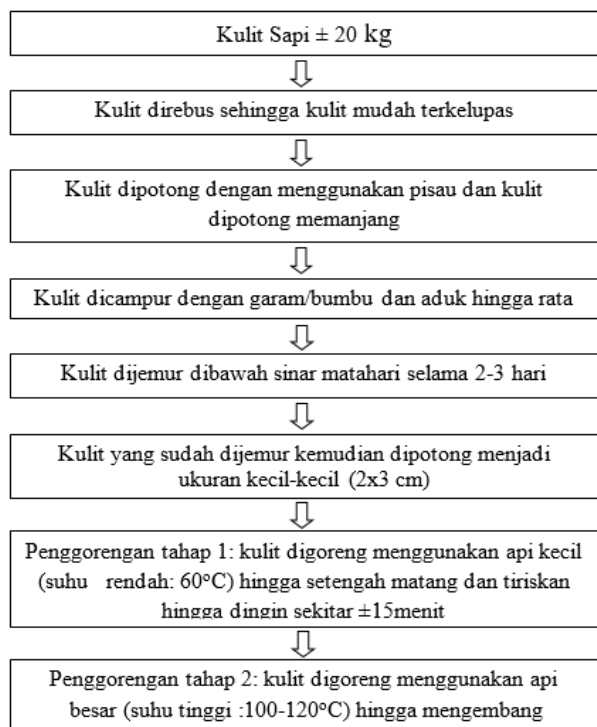 Kulit Sapi ± 20 kg
Kulit direbus sehingga kulit mudah terkelupas
Kulit dipotong dengan menggunakan pisau dan kulit
dipotong memanjang
Kulit dicampur dengan garam/bumbu dan aduk hingga rata
Kulit dijemur dibawah sinar matahari selama 2-3 hari
Kulit yang sudah dijemur kemudian dipotong menjadi
ukuran kecil-kecil (2x3 cm)
Penggorengan tahap 1: kulit digoreng menggunakan api kecil
(suhu rendah: 60°C) hingga setengah matang dan tiriskan
hingga dingin sekitar ±15menit
Penggorengan tahap 2: kulit digoreng menggunakan api
besar (suhu tinggi :100-120°C) hingga mengembang